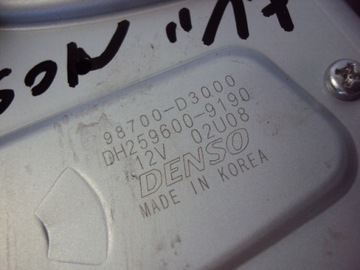 98700-D3000
DH259600-9190
12V 02U08
DENSO
MADE IN KOREA